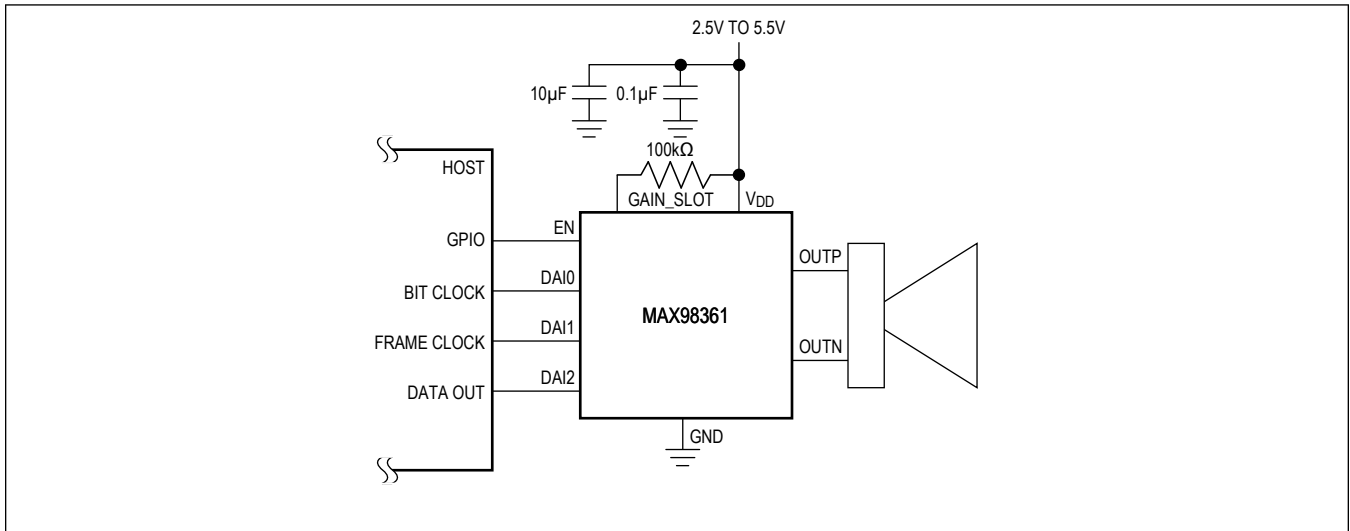 2.5V TO 5.5V
10µF
0.1µF
100kΩ
HOST
GAIN_SLOT
VDD
GPIO
EN
BIT CLOCK
DAI0
FRAME CLOCK
DAI1
DATA OUT
DAI2
MAX98361
OUTP
OUTN
GND